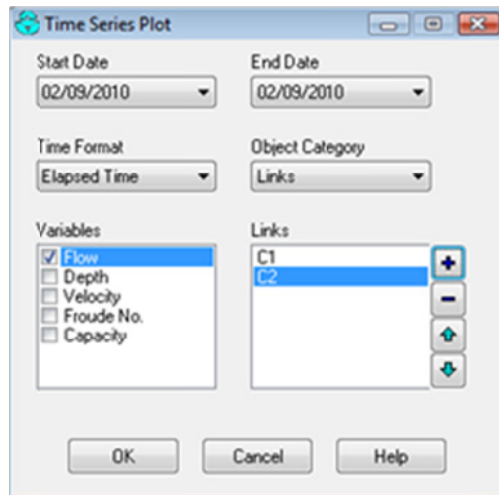 Time Series Plot
Start Date
End Date
02/09/2010
02/09/2010
Time Format
Object Category
Elapsed Time
Links
Variables
Links
Flow
Depth
Velocity
Froude No.
Capacity
C1
C2
OK
Cancel
Help